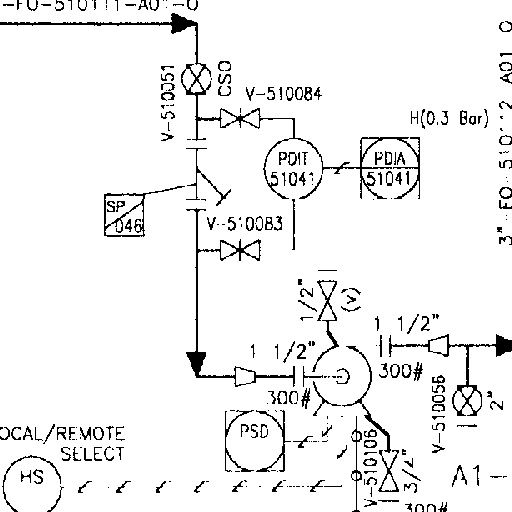 -FO-510111-A01-O
V-510051
CSO
V-510084
H(0.3 Bar)
PDIT
51041
PDIA
51041
3"-FO-510112 A01 O
SP
046
V-510083
1/2"
(v)
1 1/2"
1 1/2"
300#
300#
V-510056
2"
PSD
OCAL/REMOTE
SELECT
HS
V-510106
3/2"
300#
A1-